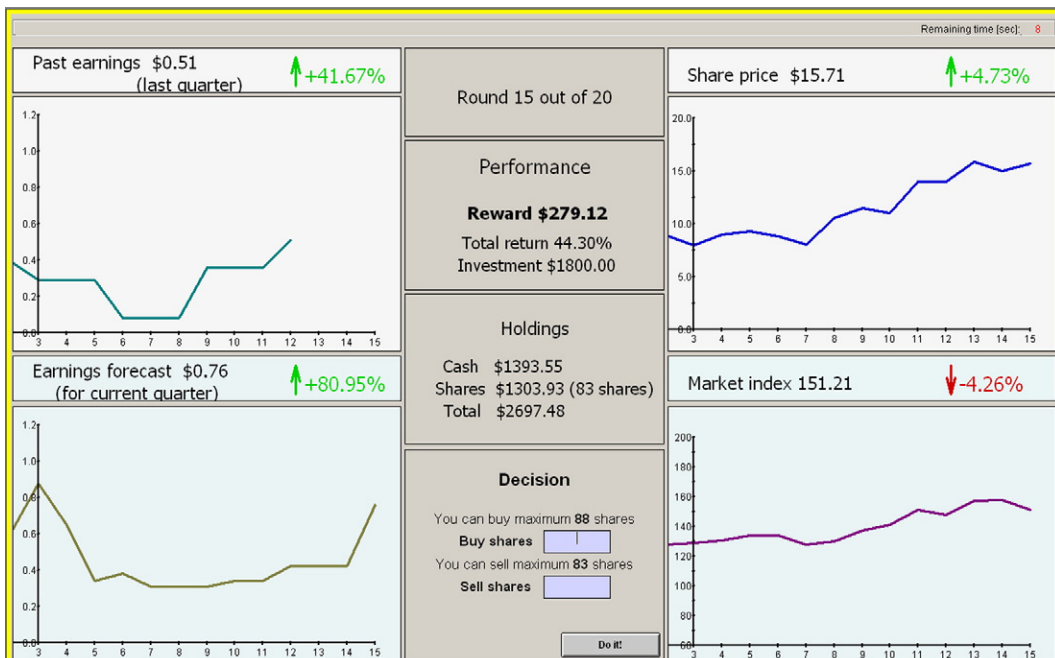 Remaining time [sec]: 8
Past earnings $0.51
(last quarter)
+41.67%
1.2
1.0
0.8
0.6
0.4
0.2
0.0
3 4 5 6 7 8 9 10 11 12 13 14 15
Earnings forecast $0.76
(for current quarter)
+80.95%
1.2
1.0
0.8
0.6
0.4
0.2
0.0
3 4 5 6 7 8 9 10 11 12 13 14 15
Round 15 out of 20
Performance
Reward $279.12
Total return 44.30%
Investment $1800.00
Holdings
Cash $1393.55
Shares $1303.93 (83 shares)
Total $2697.48
Decision
You can buy maximum 88 shares
Buy shares
You can sell maximum 83 shares
Sell shares
Do it!
Share price $15.71
+4.73%
20.0
15.0
10.0
5.0
0.0
3 4 5 6 7 8 9 10 11 12 13 14 15
Market index 151.21
-4.26%
200
180
160
140
120
100
80
60
3 4 5 6 7 8 9 10 11 12 13 14 15